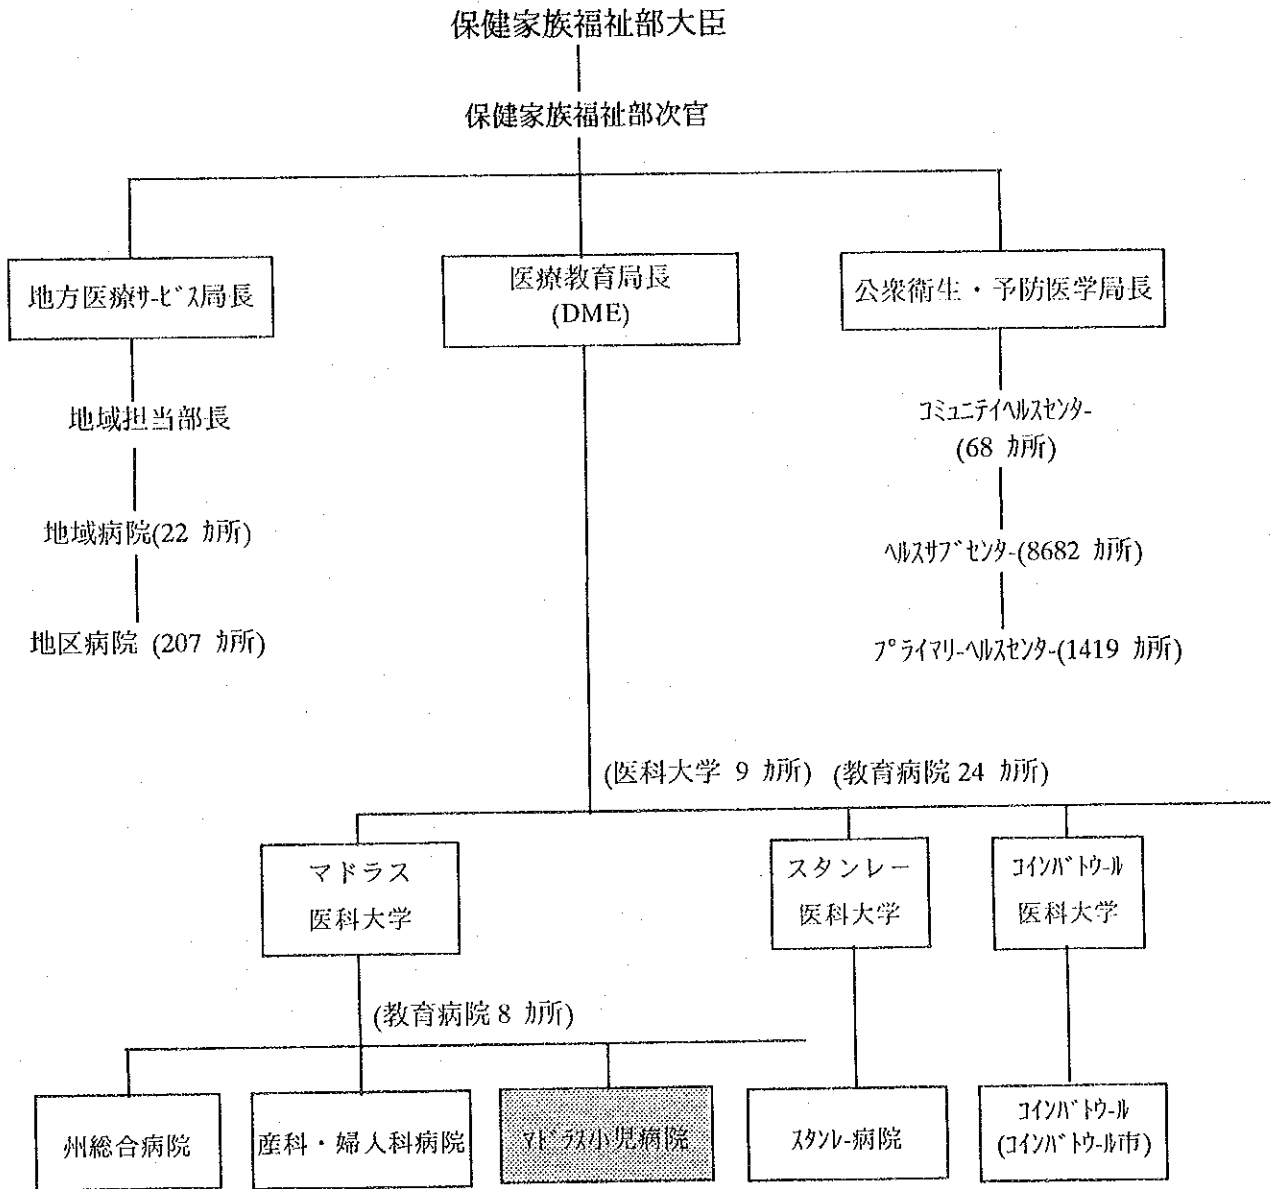 保健家族福祉部大臣
保健家族福祉部次官
地方医療ｻｰﾋﾞｽ局長
医療教育局長
(DME)
公衆衛生・予防医学局長
地域担当部長
地域病院(22 ｶ所)
地区病院 (207 ｶ所)
ｺﾐｭﾆﾃｲﾍﾙｽｾﾝﾀｰ
(68 ｶ所)
ﾍﾙｽｻﾌﾞｾﾝﾀｰ(8682 ｶ所)
ﾌﾟﾗｲﾏﾘｰﾍﾙｽｾﾝﾀｰ(1419 ｶ所)
(医科大学 9 ｶ所) (教育病院 24 ｶ所)
マドラス
医科大学
スタンレー
医科大学
ｺｲﾝﾊﾞﾄｳｰﾙ
医科大学
(教育病院 8 ｶ所)
州総合病院
産科・婦人科病院
ﾏﾄﾞﾗｽ小児病院
ｽﾀﾝﾚｰ病院
ｺｲﾝﾊﾞﾄｳｰﾙ
(ｺｲﾝﾊﾞﾄｳｰﾙ市)